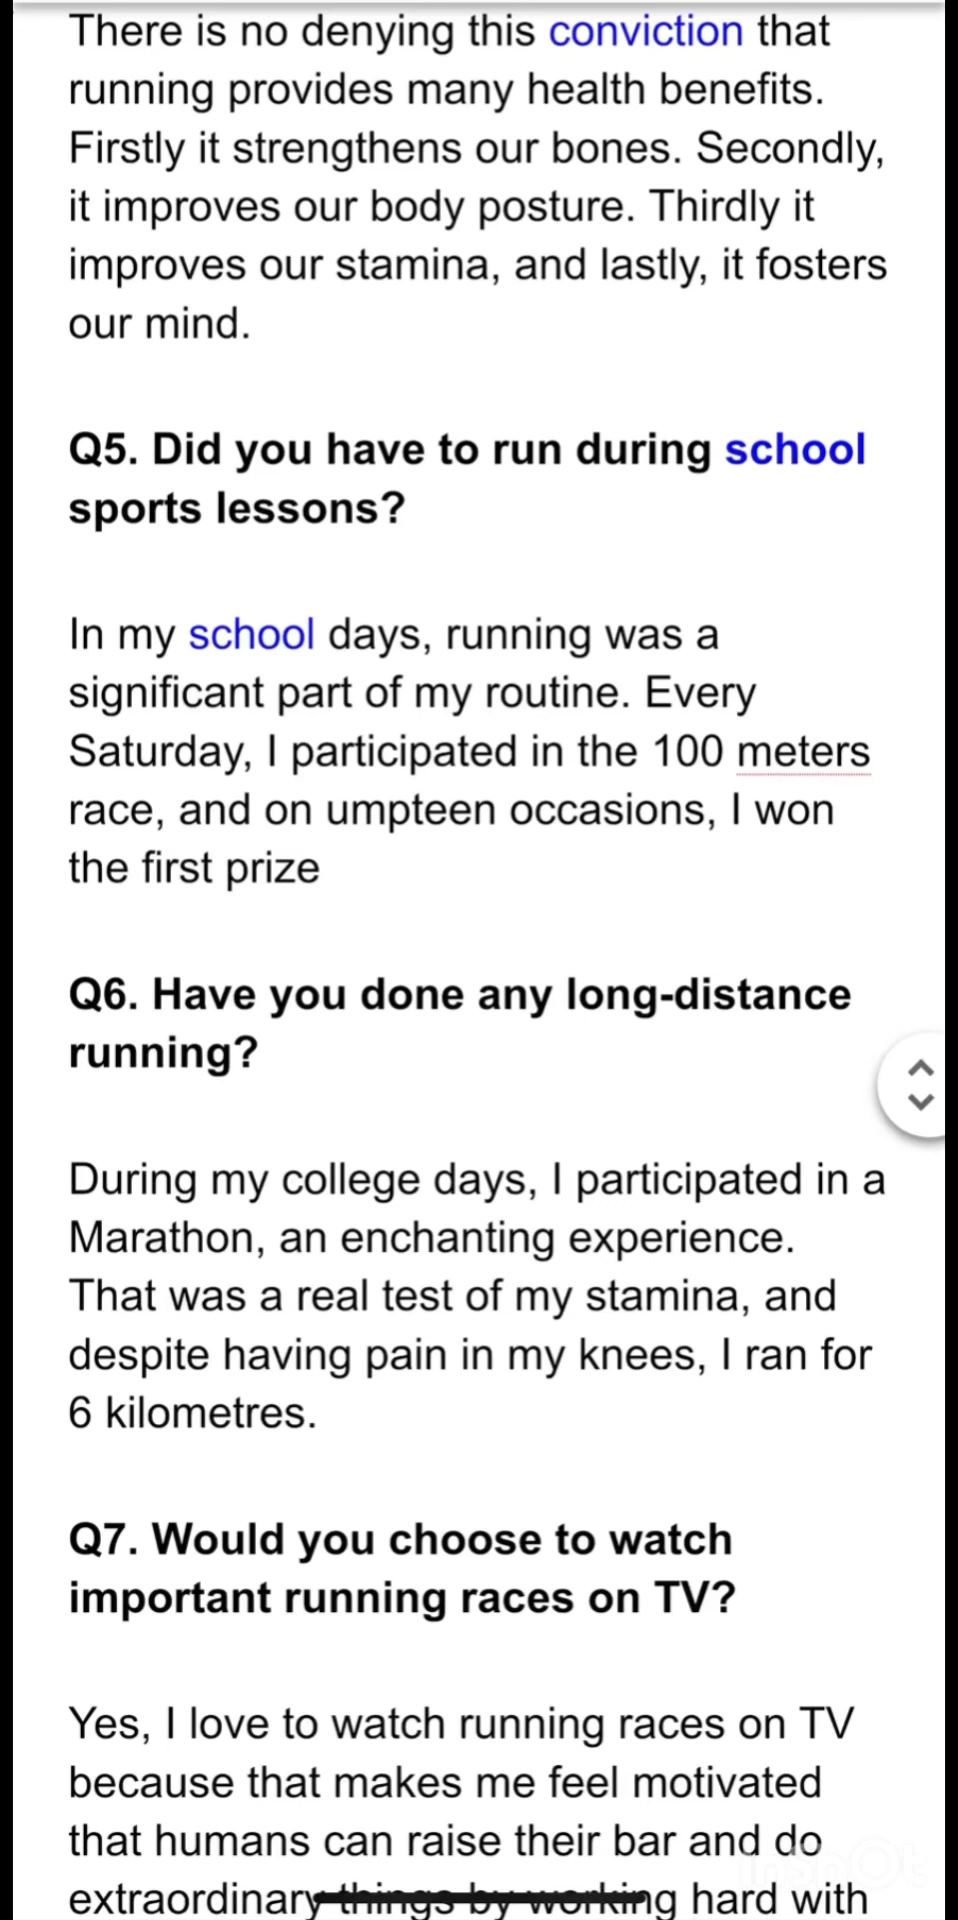 There is no denying this conviction that
running provides many health benefits.
Firstly it strengthens our bones. Secondly,
it improves our body posture. Thirdly it
improves our stamina, and lastly, it fosters
our mind.
Q5. Did you have to run during school
sports lessons?
In my school days, running was a
significant part of my routine. Every
Saturday, I participated in the 100 meters
race, and on umpteen occasions, I won
the first prize
Q6. Have you done any long-distance
running?
During my college days, I participated in a
Marathon, an enchanting experience.
That was a real test of my stamina, and
despite having pain in my knees, I ran for
6 kilometres.
Q7. Would you choose to watch
important running races on TV?
Yes, I love to watch running races on TV
because that makes me feel motivated
that humans can raise their bar and do
extraordinary things by working hard with